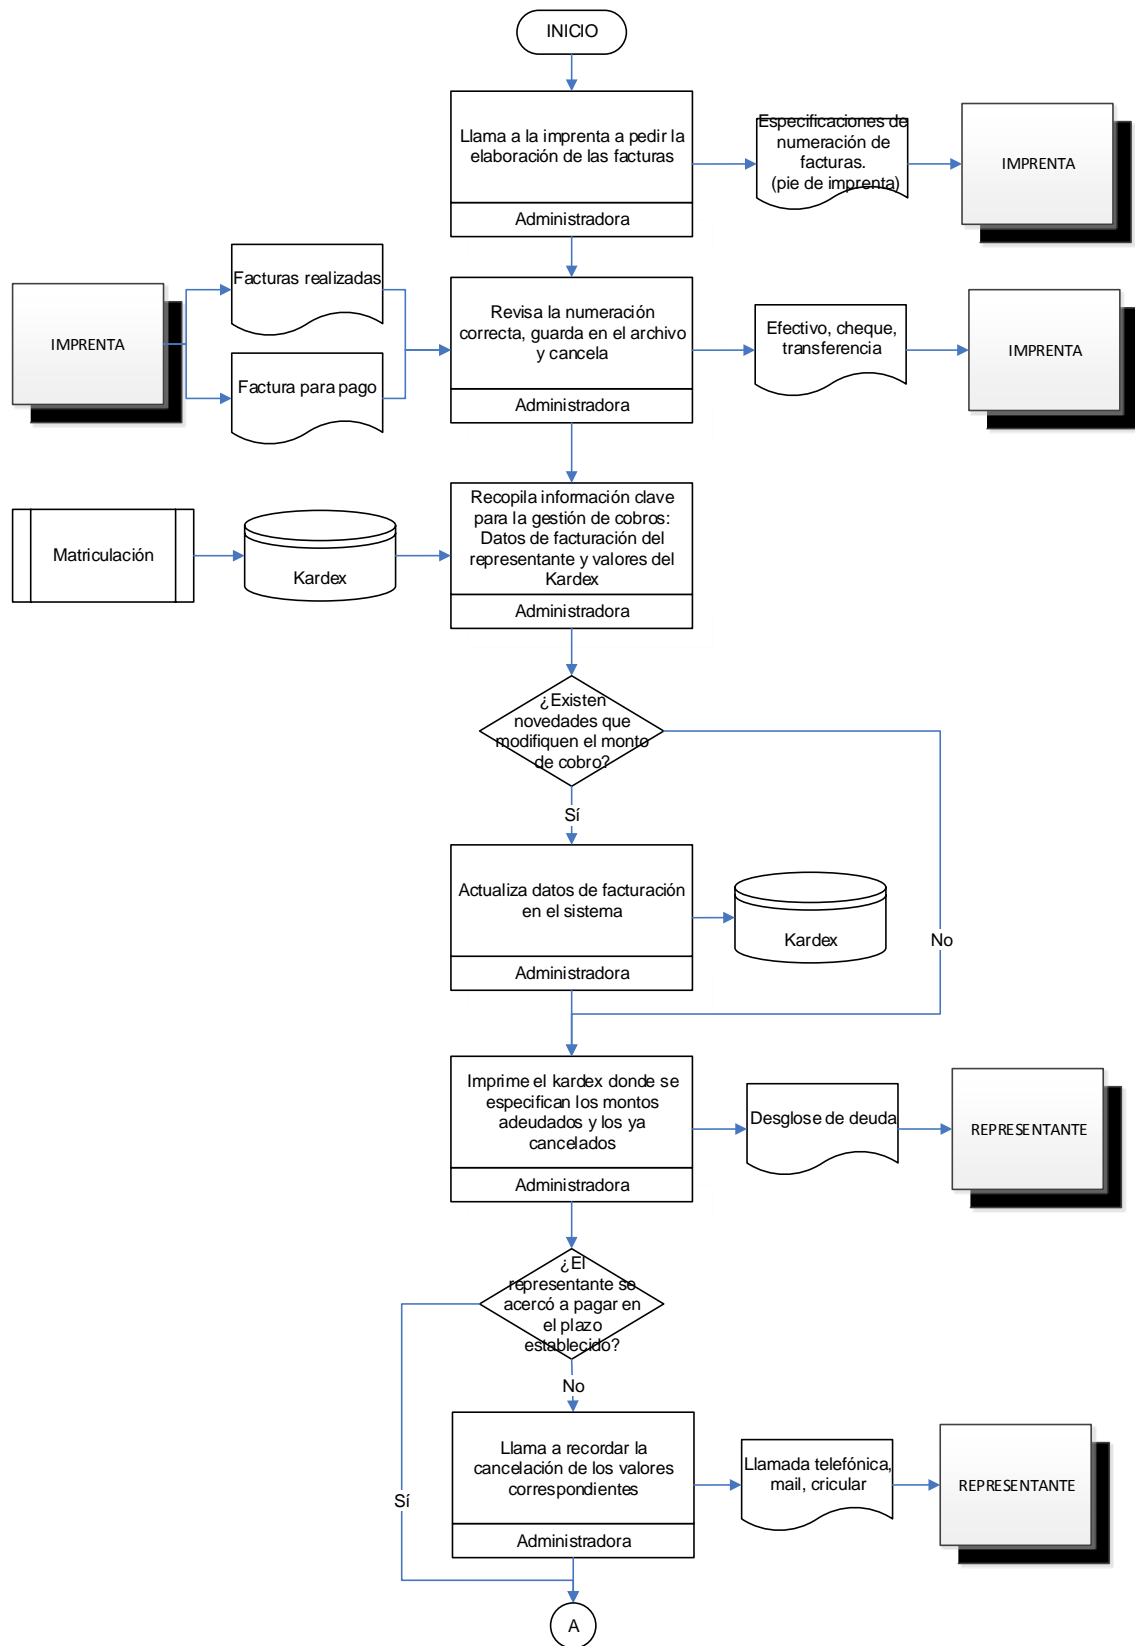 INICIO
Llama a la imprenta a pedir la
elaboración de las facturas
Administradora
Especificaciones de
numeración de
facturas.
(pie de imprenta)
IMPRENTA
IMPRENTA
Facturas realizadas
Factura para pago
Revisa la numeración
correcta, guarda en el archivo
y cancela
Administradora
Efectivo, cheque,
transferencia
IMPRENTA
Matriculación
Kardex
Recopila información clave
para la gestión de cobros:
Datos de facturación del
representante y valores del
Kardex
Administradora
¿Existen
novedades que
modifiquen el monto
de cobro?
Sí
No
Actualiza datos de facturación
en el sistema
Administradora
Kardex
Imprime el kardex donde se
especifican los montos
adeudados y los ya
cancelados
Administradora
Desglose de deuda
REPRESENTANTE
¿El
representante se
acercó a pagar en
el plazo
establecido?
No
Sí
Llama a recordar la
cancelación de los valores
correspondientes
Administradora
Llamada telefónica,
mail, cricular
REPRESENTANTE
A